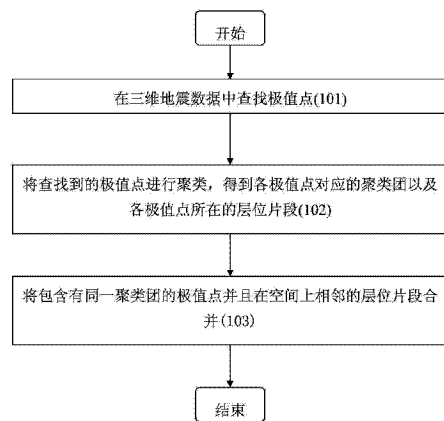 开始
在三维地震数据中查找极值点(101)
将查找到的极值点进行聚类，得到各极值点对应的聚类团以及
各极值点所在的层位片段(102)
将包含有同一聚类团的极值点并且在空间上相邻的层位片段合
并(103)
结束